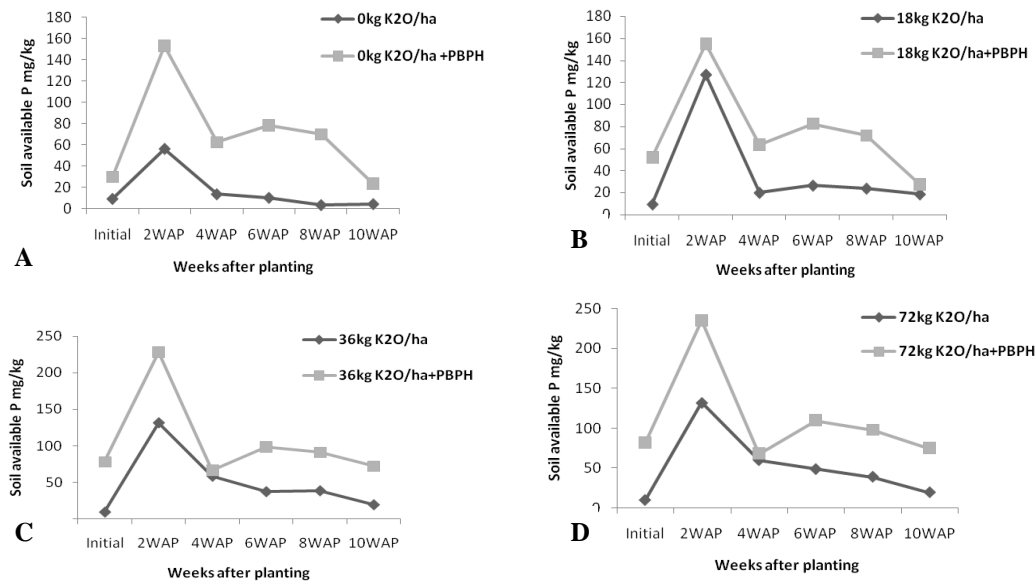 180
160
140
120
100
80
60
40
20
0
Soil available P mg/kg
0kg K2O/ha
0kg K2O/ha +PBPH
Initial 2WAP 4WAP 6WAP 8WAP 10WAP
Weeks after planting
A
180
160
140
120
100
80
60
40
20
0
Soil available P mg/kg
18kg K2O/ha
18kg K2O/ha+PBPH
Initial 2WAP 4WAP 6WAP 8WAP 10WAP
Weeks after planting
B
250
200
150
100
50
Soil available P mg/kg
36kg K2O/ha
36kg K2O/ha+PBPH
Initial 2WAP 4WAP 6WAP 8WAP 10WAP
Weeks after planting
C
250
200
150
100
50
0
Soil available P mg/kg
72kg K2O/ha
72kg K2O/ha+PBPH
Initial 2WAP 4WAP 6WAP 8WAP 10WAP
Weeks after planting
D